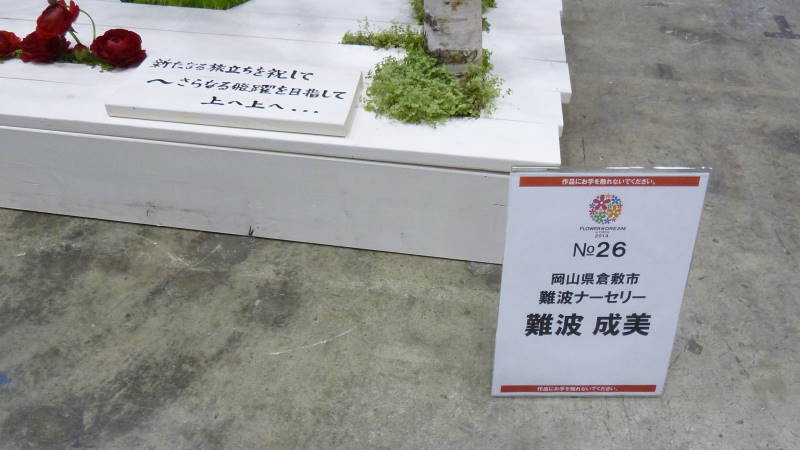 新たなる旅立ちを祝して
〜さらなる飛躍を目指して
上へ上へ・・・
作品にお手を触れないでください。
FLOWER DREAM
2014
№26
岡山県倉敷市
難波ナーセリー
難波 成美
作品にお手を触れないでください。